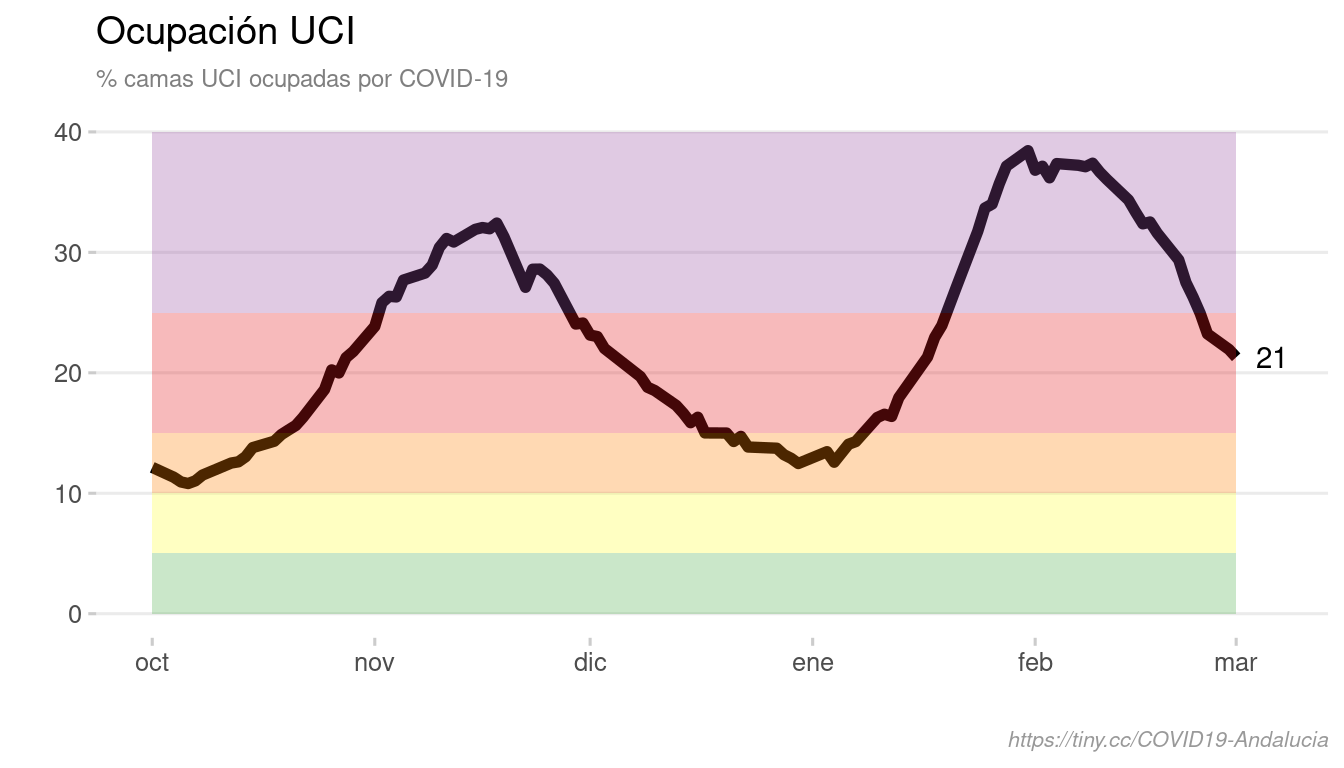 Ocupación UCI
% camas UCI ocupadas por COVID-19
40
30
20
10
0
21
oct nov dic ene feb mar
https://tiny.cc/COVID19-Andalucia